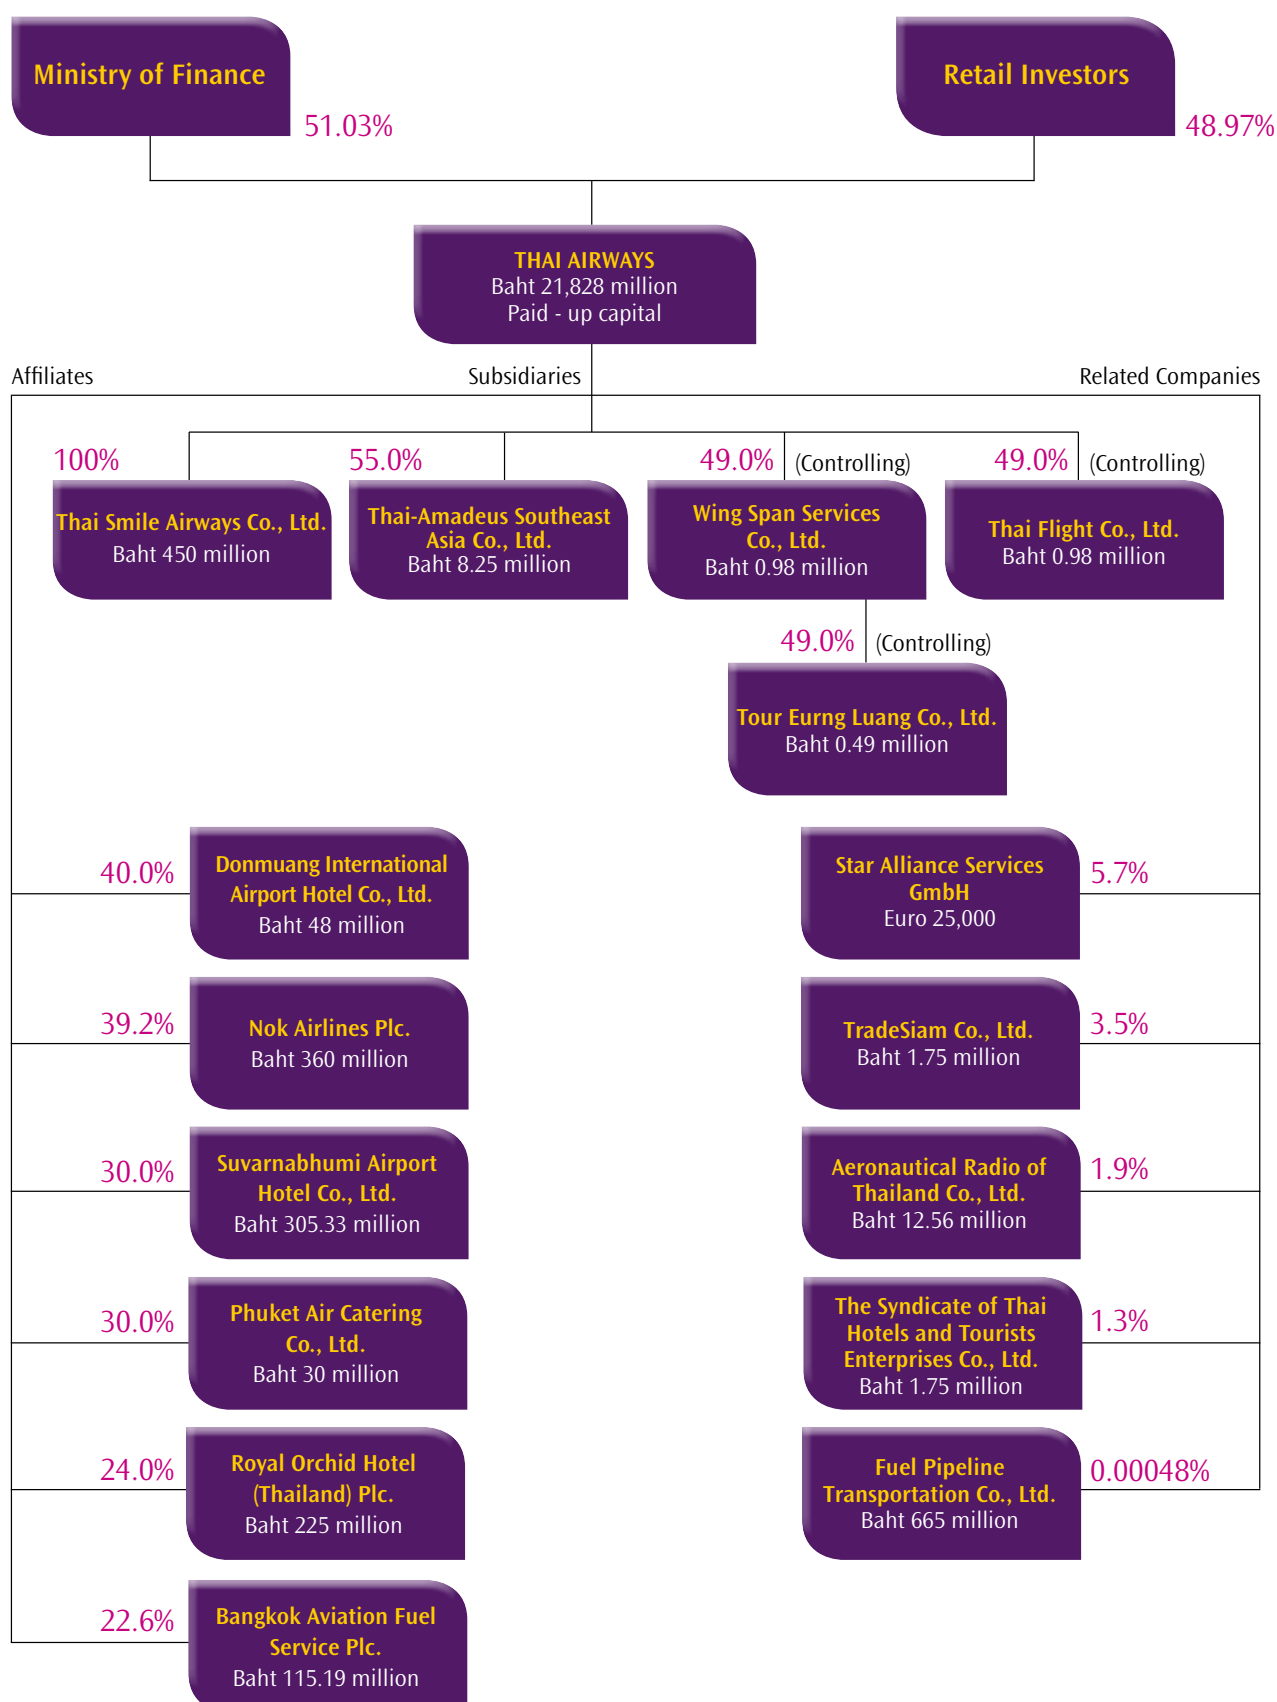 Ministry of Finance
51.03%
Retail Investors
48.97%
THAI AIRWAYS
Baht 21,828 million
Paid - up capital
Affiliates
Subsidiaries
Related Companies
100%
Thai Smile Airways Co., Ltd.
Baht 450 million
55.0%
Thai-Amadeus Southeast
Asia Co., Ltd.
Baht 8.25 million
49.0% (Controlling)
Wing Span Services
Co., Ltd.
Baht 0.98 million
49.0% (Controlling)
Thai Flight Co., Ltd.
Baht 0.98 million
49.0% (Controlling)
Tour Eurng Luang Co., Ltd.
Baht 0.49 million
40.0%
Donmuang International
Airport Hotel Co., Ltd.
Baht 48 million
39.2%
Nok Airlines Plc.
Baht 360 million
30.0%
Suvarnabhumi Airport
Hotel Co., Ltd.
Baht 305.33 million
30.0%
Phuket Air Catering
Co., Ltd.
Baht 30 million
24.0%
Royal Orchid Hotel
(Thailand) Plc.
Baht 225 million
22.6%
Bangkok Aviation Fuel
Service Plc.
Baht 115.19 million
Star Alliance Services
GmbH
Euro 25,000
5.7%
TradeSiam Co., Ltd.
Baht 1.75 million
3.5%
Aeronautical Radio of
Thailand Co., Ltd.
Baht 12.56 million
1.9%
The Syndicate of Thai
Hotels and Tourists
Enterprises Co., Ltd.
Baht 1.75 million
1.3%
Fuel Pipeline
Transportation Co., Ltd.
Baht 665 million
0.00048%